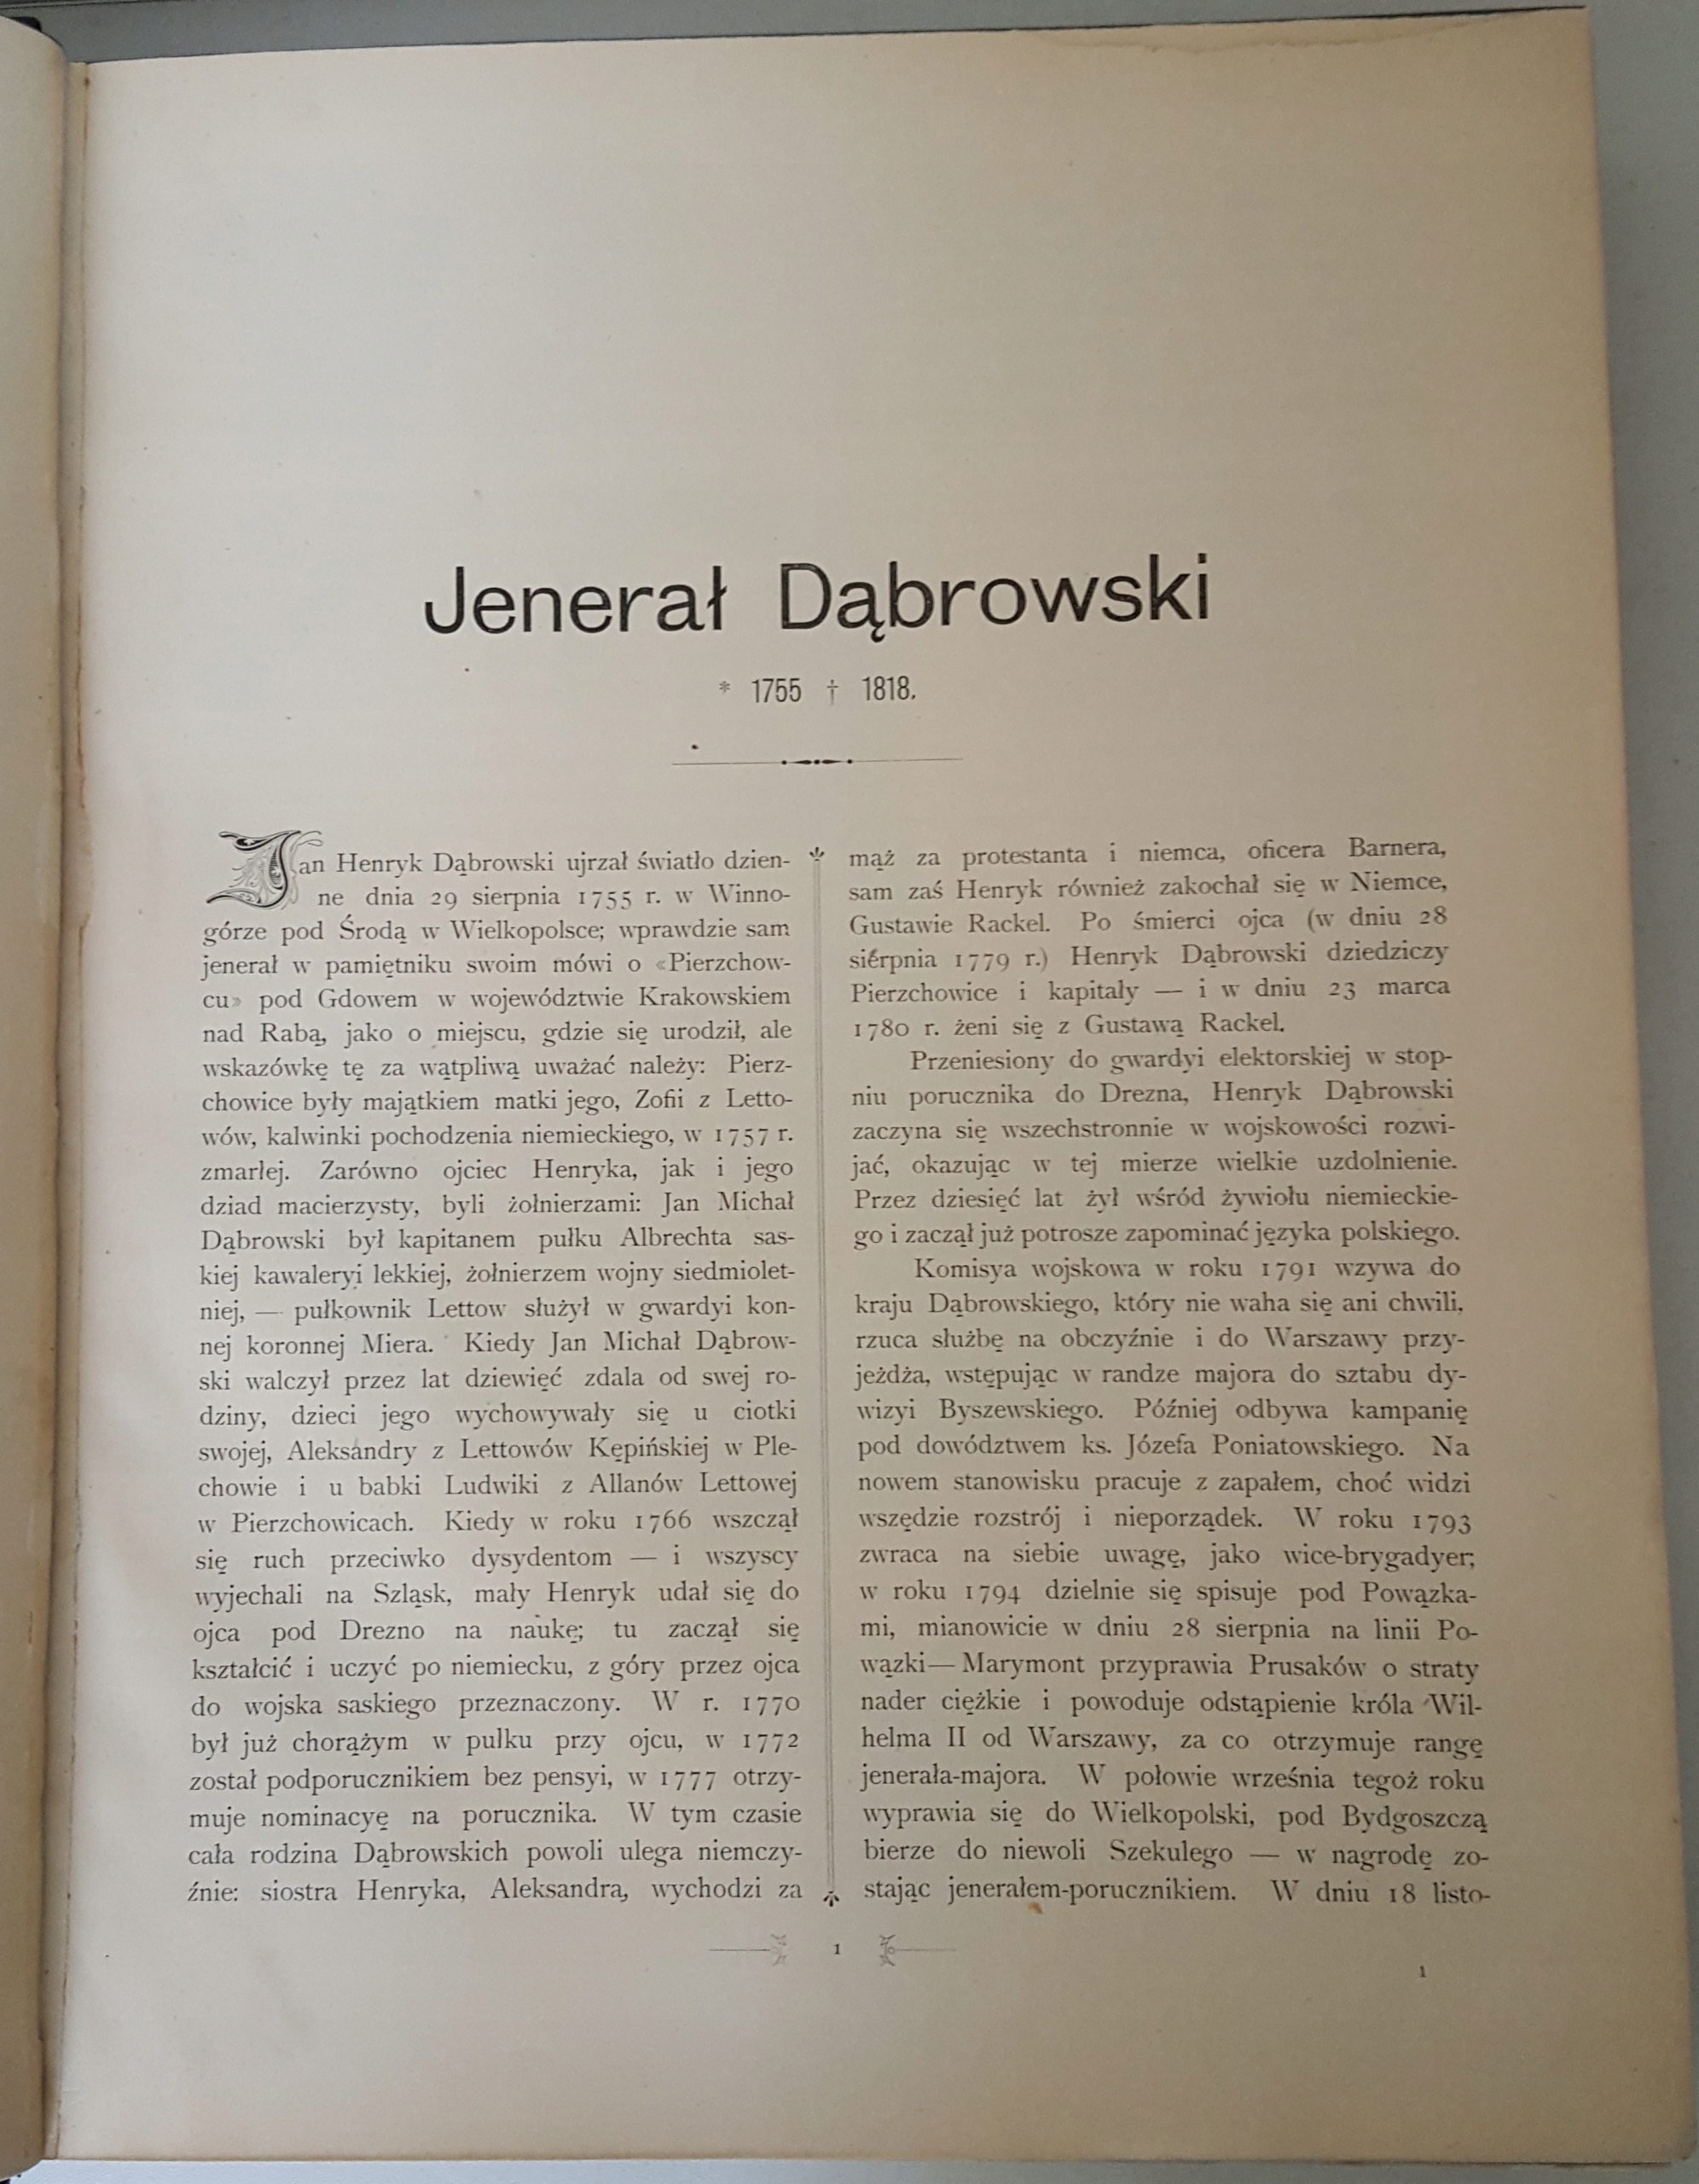 Jenerał Dąbrowski
* 1755 † 1818.
Jan Henryk Dąbrowski ujrzał światło dzien-
ne dnia 29 sierpnia 1755 r. w Winno-
górze pod Środą w Wielkopolsce; wprawdzie sam
jenerał w pamiętniku swoim mówi o «Pierzchow-
cu» pod Gdowem w województwie Krakowskiem
nad Rabą, jako o miejscu, gdzie się urodził, ale
wskazówkę tę za wątpliwą uważać należy: Pierz-
chowice były majątkiem matki jego, Zofii z Letto-
wów, kalwinki pochodzenia niemieckiego, w 1757 r.
zmarłej. Zarówno ojciec Henryka, jak i jego
dziad macierzysty, byli żołnierzami: Jan Michał
Dąbrowski był kapitanem pułku Albrechta sas-
kiej kawaleryi lekkiej, żołnierzem wojny siedmiolet-
niej, — pułkownik Lettow służył w gwardyi kon-
nej koronnej Miera. Kiedy Jan Michał Dąbrow-
ski walczył przez lat dziewięć zdala od swej ro-
dziny, dzieci jego wychowywały się u ciotki
swojej, Aleksandry z Lettowów Kępińskiej w Ple-
chowie i u babki Ludwiki z Allanów Lettowej
w Pierzchowicach. Kiedy w roku 1766 wszczął
się ruch przeciwko dysydentom — i wszyscy
wyjechali na Szląsk, mały Henryk udał się do
ojca pod Drezno na naukę; tu zaczął się
kształcić i uczyć po niemiecku, z góry przez ojca
do wojska saskiego przeznaczony. W r. 1770
był już chorążym w pułku przy ojcu, w 1772
został podporucznikiem bez pensyi, w 1777 otrzy-
muje nominacyę na porucznika. W tym czasie
cała rodzina Dąbrowskich powoli ulega niemczy-
źnie: siostra Henryka, Aleksandra, wychodzi za
mąż za protestanta i niemca, oficera Barnera,
sam zaś Henryk również zakochał się w Niemce,
Gustawie Rackel. Po śmierci ojca (w dniu 28
sierpnia 1779 r.) Henryk Dąbrowski dziedziczy
Pierzchowice i kapitały — i w dniu 23 marca
1780 r. żeni się z Gustawą Rackel.
Przeniesiony do gwardyi elektorskiej w stop-
niu porucznika do Drezna, Henryk Dąbrowski
zaczyna się wszechstronnie w wojskowości rozwi-
jać, okazując w tej mierze wielkie uzdolnienie.
Przez dziesięć lat żył wśród żywiołu niemieckie-
go i zaczął już potrosze zapominać języka polskiego.
Komisya wojskowa w roku 1791 wzywa do
kraju Dąbrowskiego, który nie waha się ani chwili,
rzuca służbę na obczyźnie i do Warszawy przy-
jeżdża, wstępując w randze majora do sztabu dy-
wizyi Byszewskiego. Później odbywa kampanię
pod dowództwem ks. Józefa Poniatowskiego. Na
nowem stanowisku pracuje z zapałem, choć widzi
wszędzie rozstrój i nieporządek. W roku 1793
zwraca na siebie uwagę, jako wice-brygadyer;
w roku 1794 dzielnie się spisuje pod Powązka-
mi, mianowicie w dniu 28 sierpnia na linii Po-
wązki—Marymont przyprawia Prusaków o straty
nader ciężkie i powoduje odstąpienie króla Wil-
helma II od Warszawy, za co otrzymuje rangę
jenerała-majora. W połowie września tegoż roku
wyprawia się do Wielkopolski, pod Bydgoszczą
bierze do niewoli Szekulego — w nagrodę zo-
stając jenerałem-porucznikiem. W dniu 18 listo-
1
1